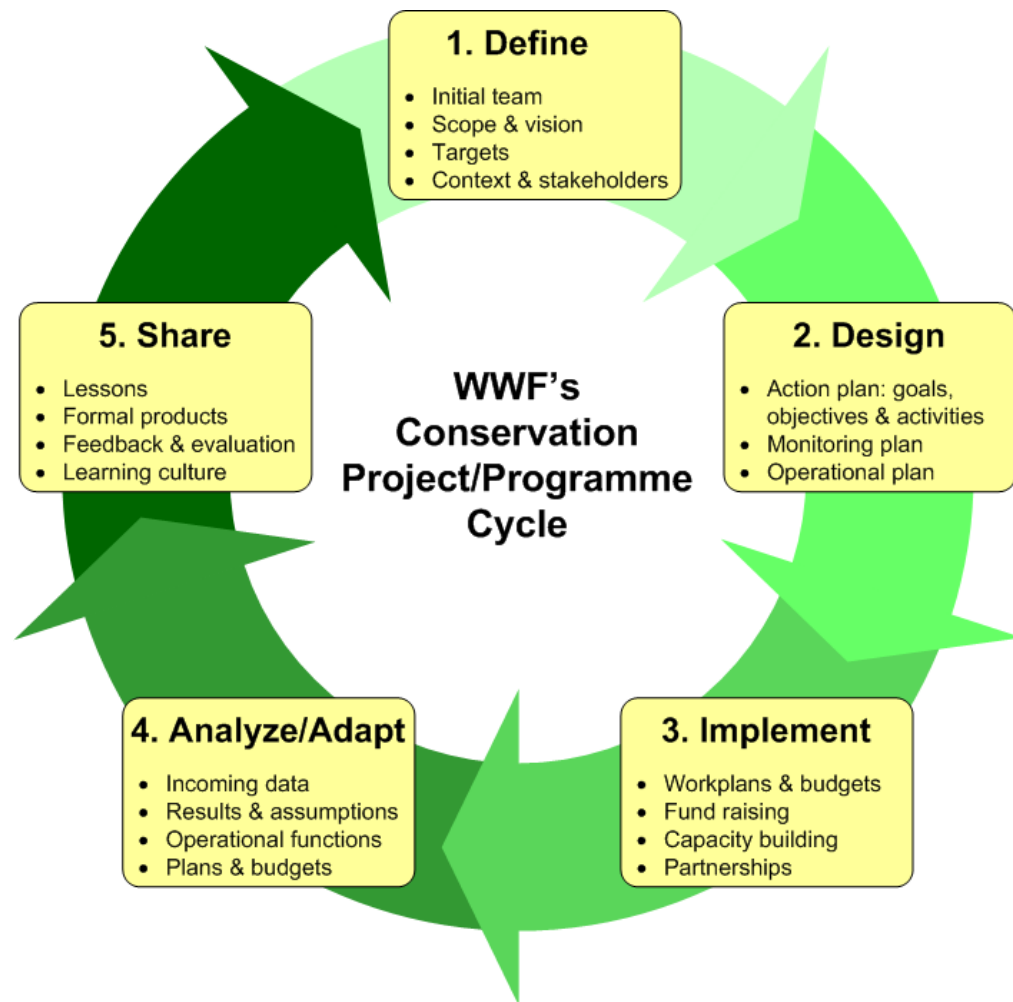 1. Define
• Initial team
• Scope & vision
• Targets
• Context & stakeholders
2. Design
• Action plan: goals,
objectives & activities
• Monitoring plan
• Operational plan
3. Implement
• Workplans & budgets
• Fund raising
• Capacity building
• Partnerships
4. Analyze/Adapt
• Incoming data
• Results & assumptions
• Operational functions
• Plans & budgets
5. Share
• Lessons
• Formal products
• Feedback & evaluation
• Learning culture
WWF’s
Conservation
Project/Programme
Cycle